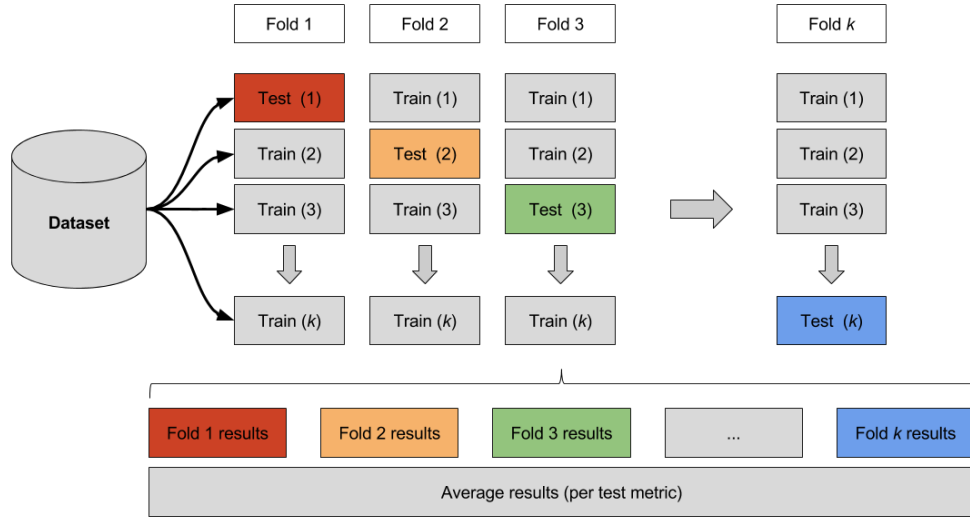 Fold 1
Fold 2
Fold 3
Fold k
Test (1)
Train (1)
Train (1)
Train (1)
Train (2)
Test (2)
Train (2)
Train (2)
Dataset
Train (3)
Train (3)
Test (3)
Train (3)
Train (k)
Train (k)
Train (k)
Test (k)
Fold 1 results
Fold 2 results
Fold 3 results
...
Fold k results
Average results (per test metric)